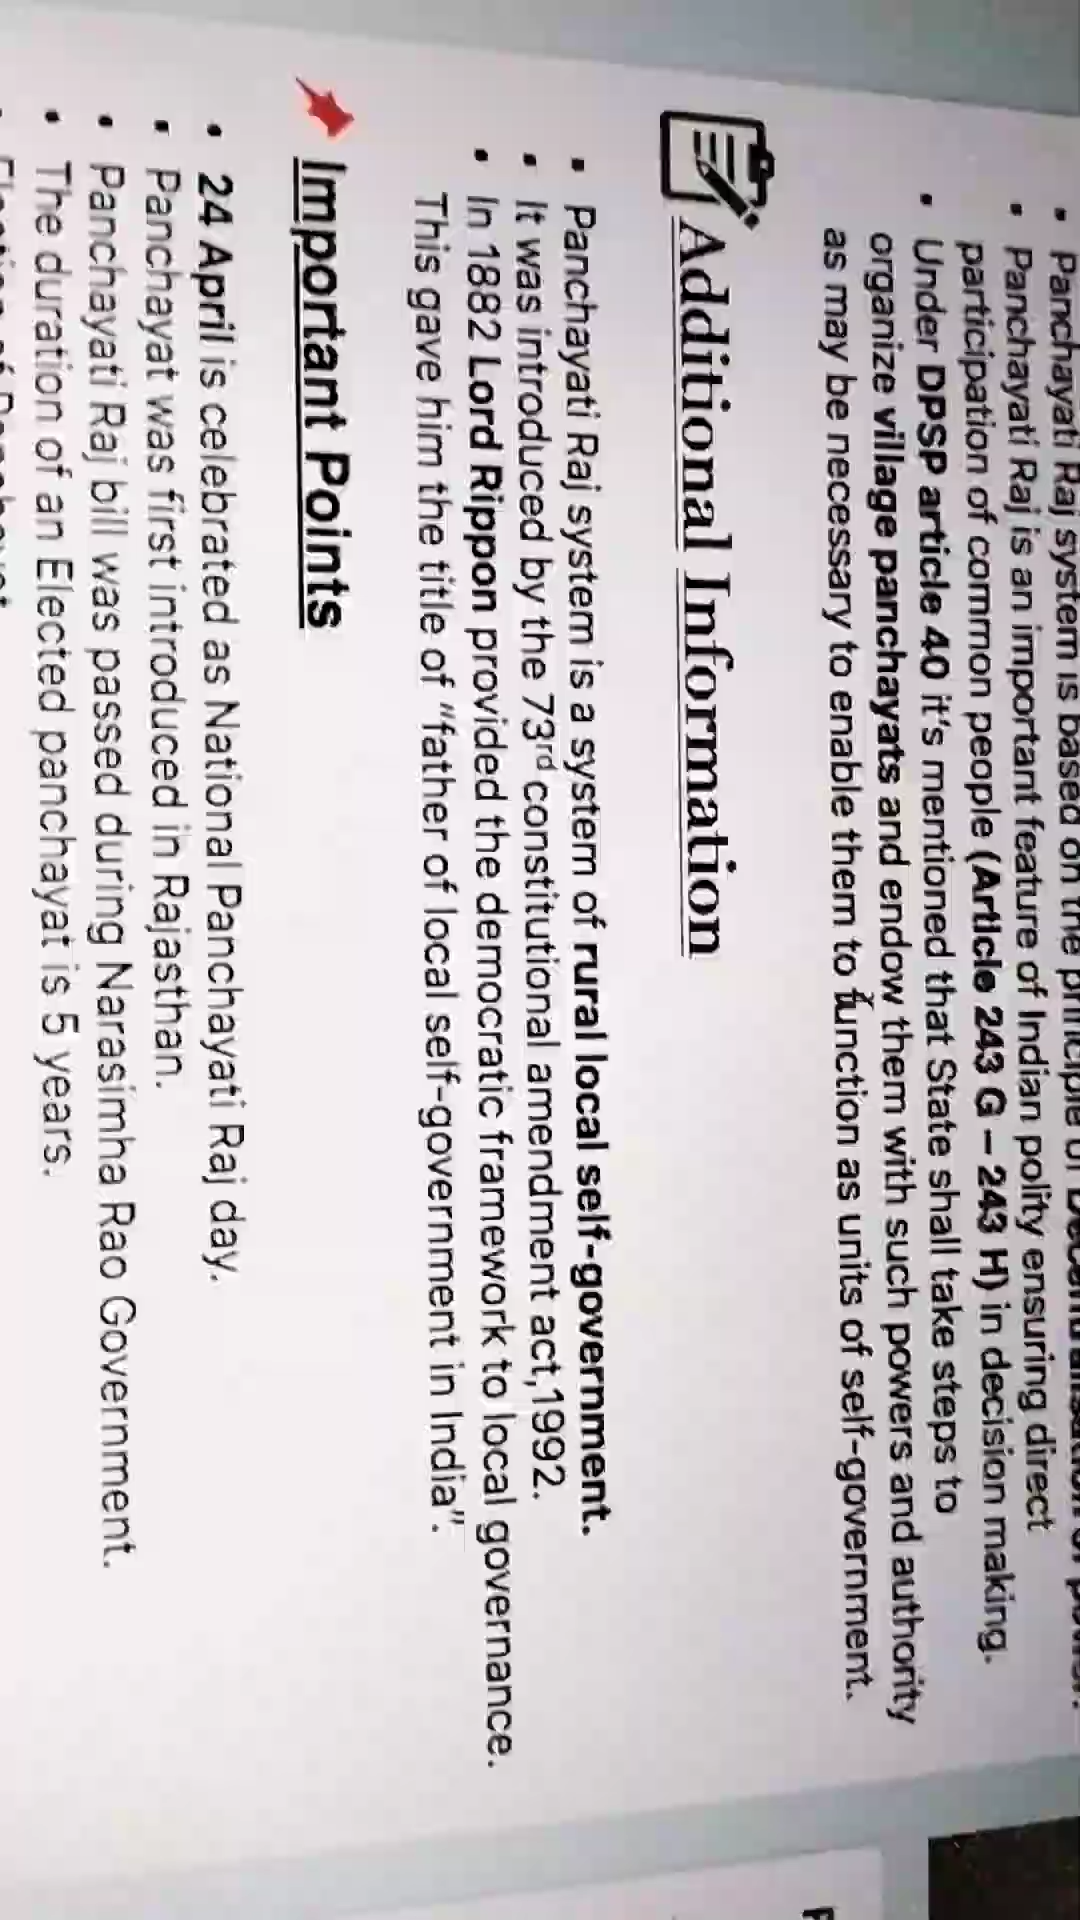 • Panchayati Raj system is based on the principle of Decentralisation of power.
• Panchayati Raj is an important feature of Indian polity ensuring direct
participation of common people (Article 243 G – 243 H) in decision making.
• Under DPSP article 40 it's mentioned that State shall take steps to
organize village panchayats and endow them with such powers and authority
as may be necessary to enable them to function as units of self-government.
Additional Information
• Panchayati Raj system is a system of rural local self-government.
• It was introduced by the 73rd constitutional amendment act,1992.
• In 1882 Lord Rippon provided the democratic framework to local governance.
This gave him the title of "father of local self-government in India".
Important Points
• 24 April is celebrated as National Panchayati Raj day.
• Panchayat was first introduced in Rajasthan.
• Panchayati Raj bill was passed during Narasimha Rao Government.
• The duration of an Elected panchayat is 5 years.